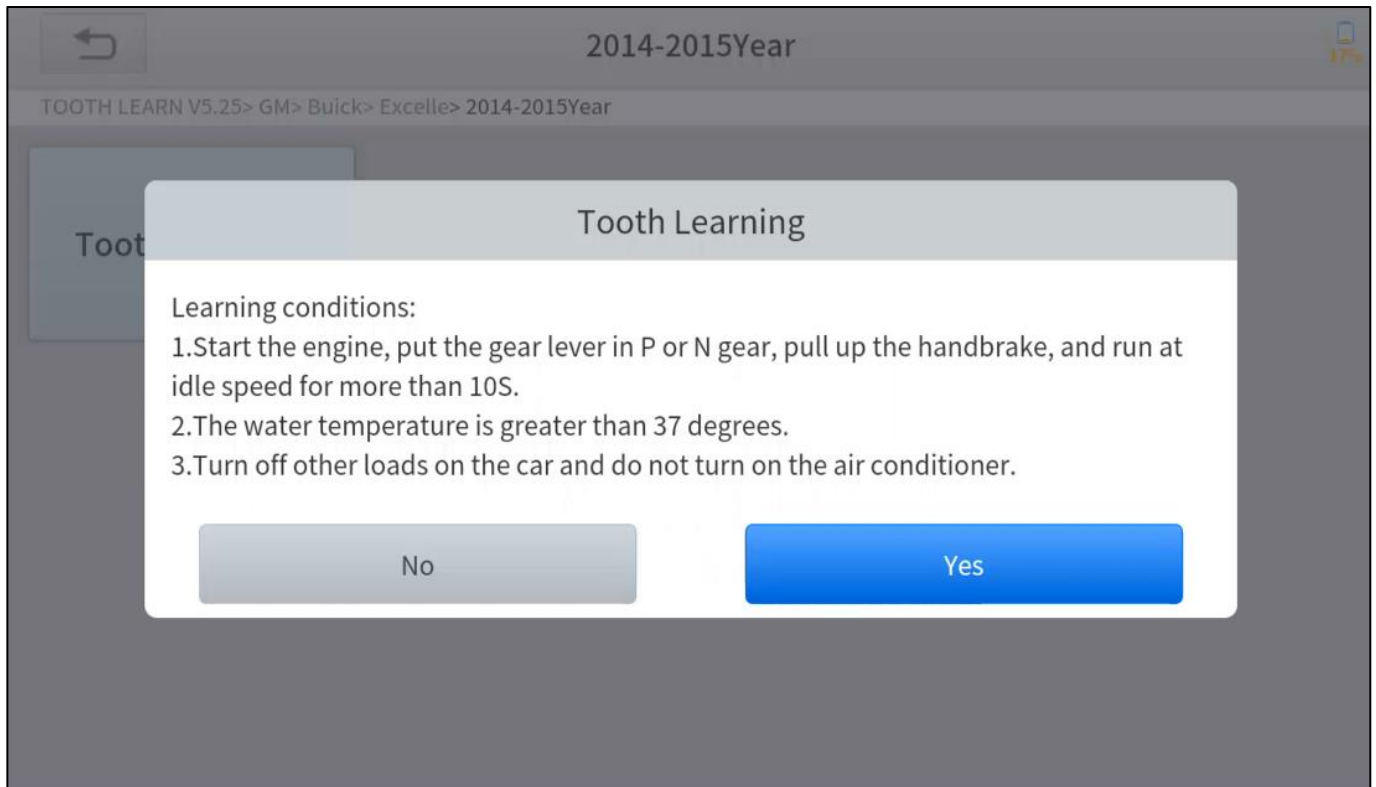 2014-2015Year
17%
TOOTH LEARN V5.25> GM> Buick> Excelle> 2014-2015Year
Toot
Tooth Learning
Learning conditions:
1.Start the engine, put the gear lever in P or N gear, pull up the handbrake, and run at
idle speed for more than 10S.
2.The water temperature is greater than 37 degrees.
3.Turn off other loads on the car and do not turn on the air conditioner.
No
Yes